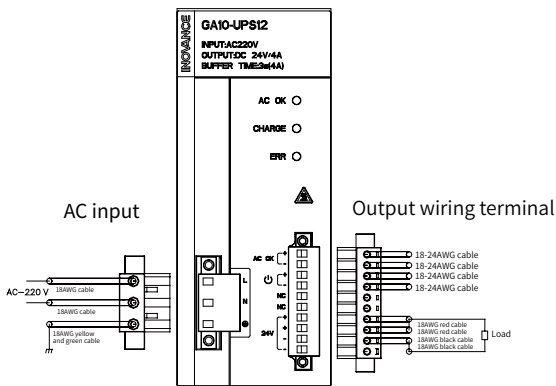 INOVANCE
GA10-UPS12
INPUT:AC220V
OUTPUT:DC 24V/4A
BUFFER TIME:3s(4A)
AC OK
CHARGE
ERR
AC input
Output wiring terminal
AC-220 V
18AWG cable
18AWG cable
18AWG yellow
and green cable
L
N
AC OK
+
-
+
-
NC
NC
24V
+
+
-
-
18-24AWG cable
18-24AWG cable
18-24AWG cable
18-24AWG cable
18AWG red cable
18AWG red cable
18AWG black cable
18AWG black cable
Load